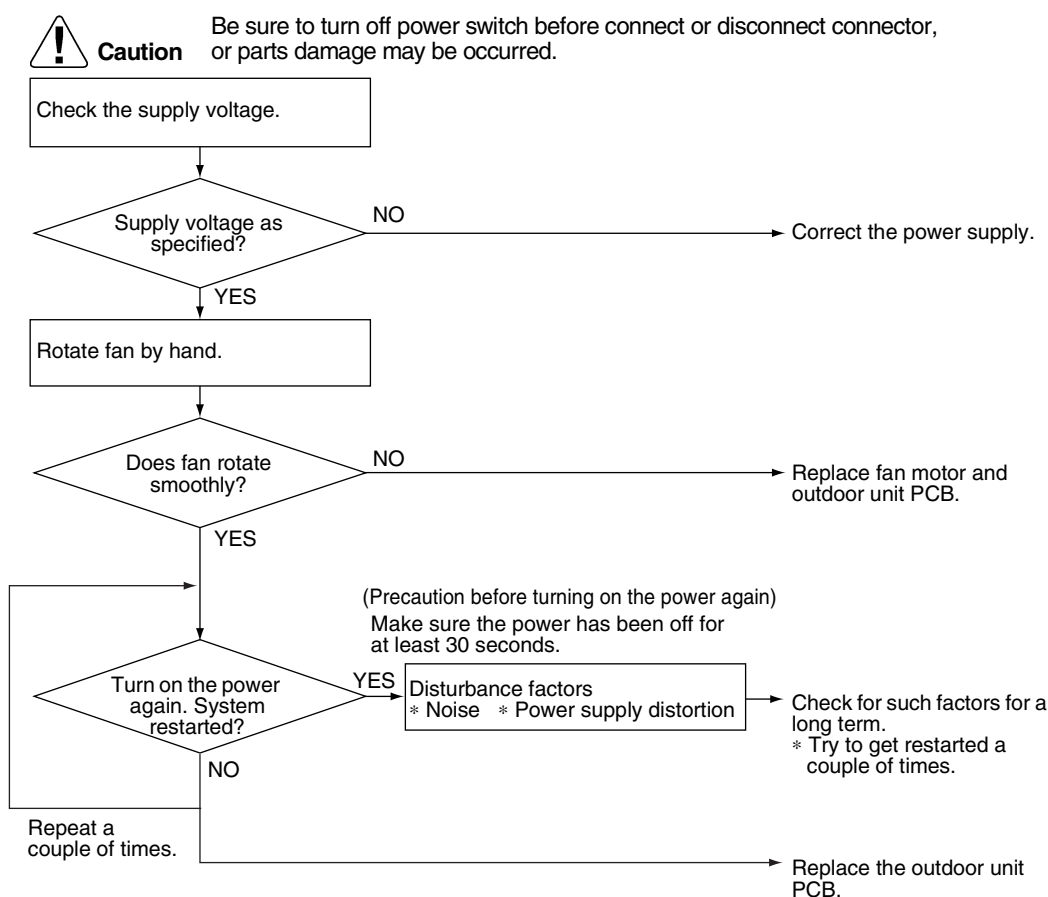 Be sure to turn off power switch before connect or disconnect connector,
Caution or parts damage may be occurred.
Check the supply voltage.
Supply voltage as
specified?
NO
Correct the power supply.
YES
Rotate fan by hand.
Does fan rotate
smoothly?
NO
Replace fan motor and
outdoor unit PCB.
YES
(Precaution before turning on the power again)
Make sure the power has been off for
at least 30 seconds.
Turn on the power
again. System
restarted?
YES
Disturbance factors
* Noise * Power supply distortion
Check for such factors for a
long term.
* Try to get restarted a
couple of times.
NO
Repeat a
couple of times.
Replace the outdoor unit
PCB.